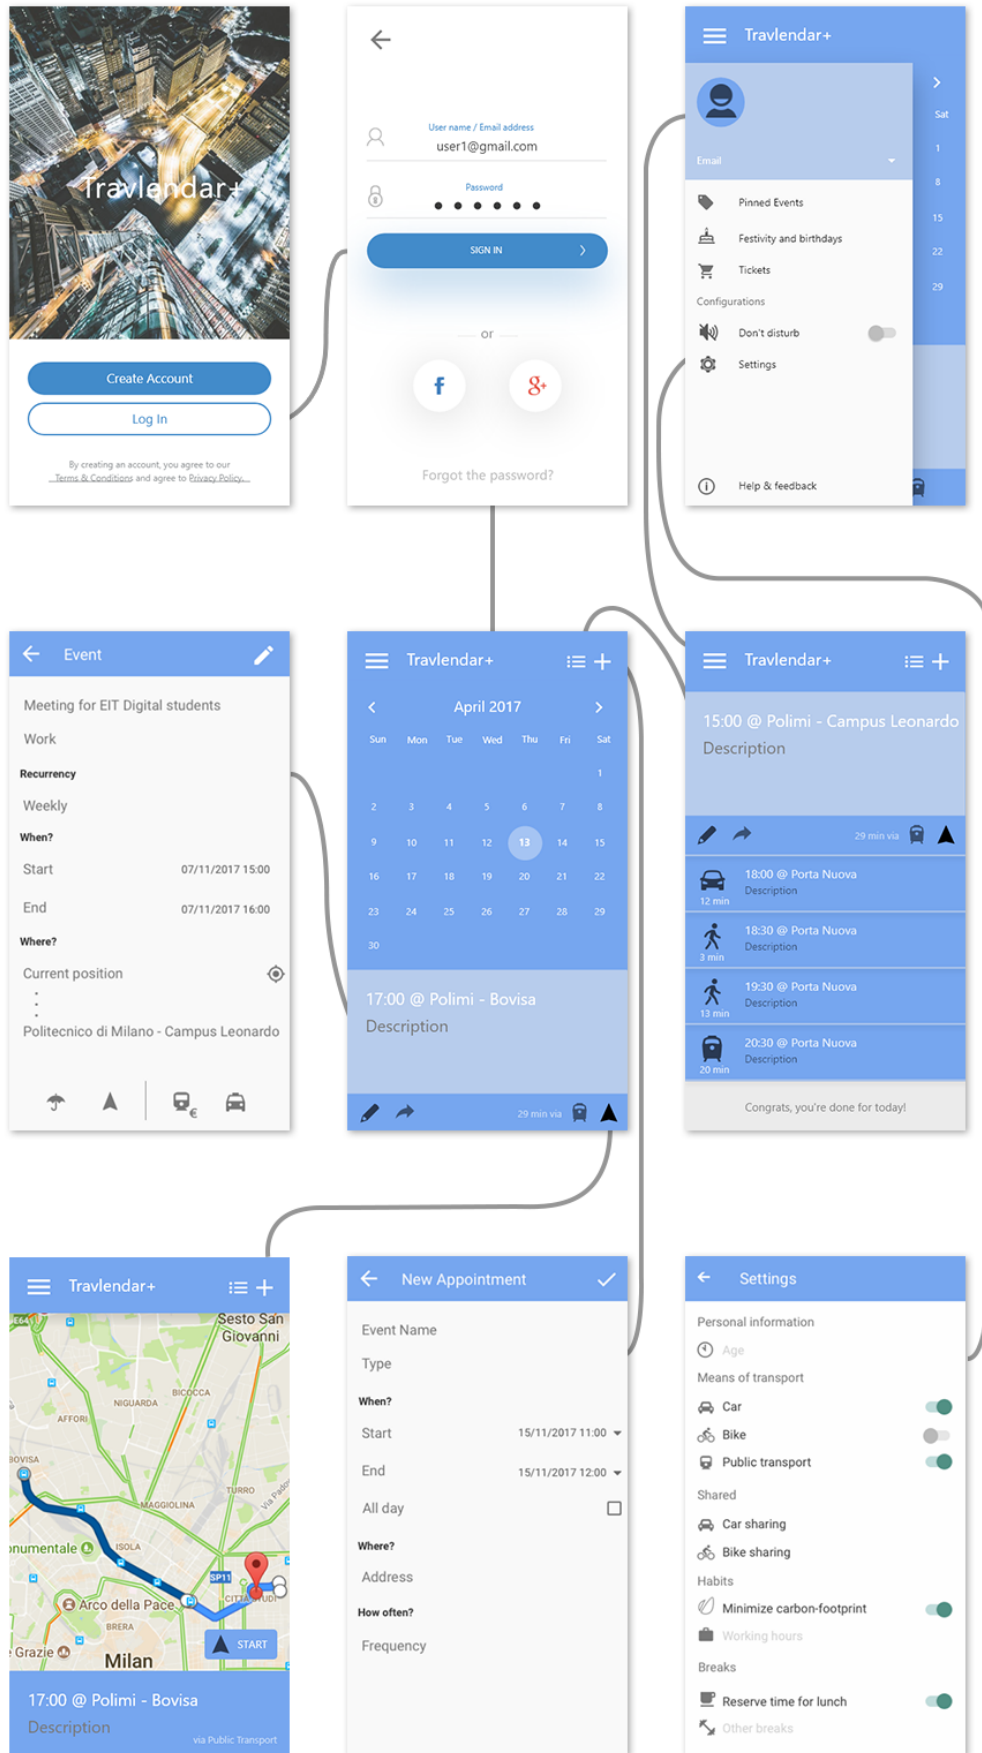 Travlendar+
Create Account
Log In
By creating an account, you agree to our
Terms & Conditions and agree to Privacy Policy.
User name / Email address
user1@gmail.com
Password
SIGN IN
or
f
g+
Forgot the password?
Travlendar+
Email
Pinned Events
Festivity and birthdays
Tickets
Configurations
Don't disturb
Settings
Help & feedback
Sat
1
8
15
22
29
Event
Meeting for EIT Digital students
Work
Recurrency
Weekly
When?
Start 07/11/2017 15:00
End 07/11/2017 16:00
Where?
Current position
Politecnico di Milano - Campus Leonardo
€
Travlendar+
April 2017
Sun Mon Tue Wed Thu Fri Sat
1
2 3 4 5 6 7 8
9 10 11 12 13 14 15
16 17 18 19 20 21 22
23 24 25 26 27 28 29
30
17:00 @ Polimi - Bovisa
Description
29 min via
Travlendar+
15:00 @ Polimi - Campus Leonardo
Description
29 min via
18:00 @ Porta Nuova
Description
12 min
18:30 @ Porta Nuova
Description
3 min
19:30 @ Porta Nuova
Description
13 min
20:30 @ Porta Nuova
Description
20 min
Congrats, you're done for today!
Travlendar+
E64
Sesto San
Giovanni
BICOCCA
NIGUARDA
AFFORI
BOVISA
TURRO
MAGGIOLINA
Via Padov
onumentale
ISOLA
SP11
CITTÀ STUDI
Arco della Pace
BRERA
Grazie
Milan
START
17:00 @ Polimi - Bovisa
Description
via Public Transport
New Appointment
Event Name
Type
When?
Start 15/11/2017 11:00
End 15/11/2017 12:00
All day
Where?
Address
How often?
Frequency
Settings
Personal information
Age
Means of transport
Car
Bike
Public transport
Shared
Car sharing
Bike sharing
Habits
Minimize carbon-footprint
Working hours
Breaks
Reserve time for lunch
Other breaks